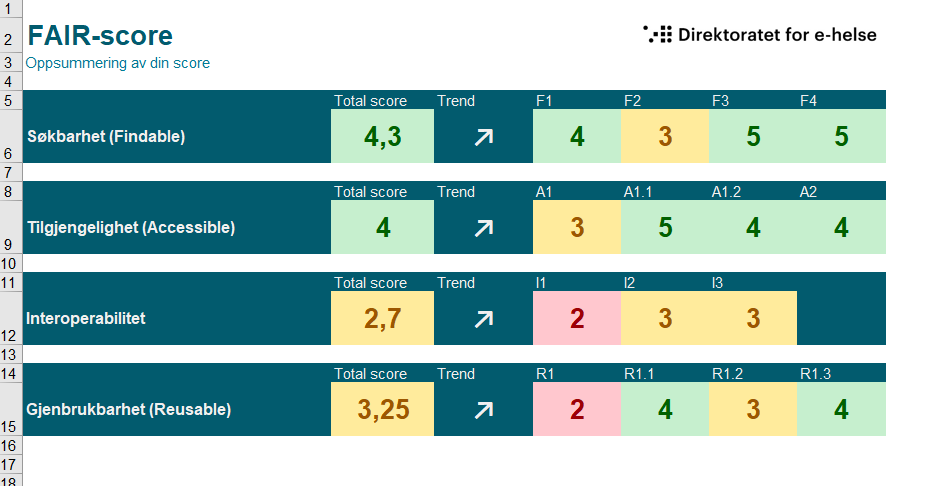 1
2 FAIR-score Direktoratet for e-helse
3 Oppsummering av din score
4
5 Total score Trend F1 F2 F3 F4
6 Søkbarhet (Findable) 4,3 ↗ 4 3 5 5
7
8 Total score Trend A1 A1.1 A1.2 A2
9 Tilgjengelighet (Accessible) 4 ↗ 3 5 4 4
10
11 Total score Trend I1 I2 I3
12 Interoperabilitet 2,7 ↗ 2 3 3
13
14 Total score Trend R1 R1.1 R1.2 R1.3
15 Gjenbrukbarhet (Reusable) 3,25 ↗ 2 4 3 4
16
17
18